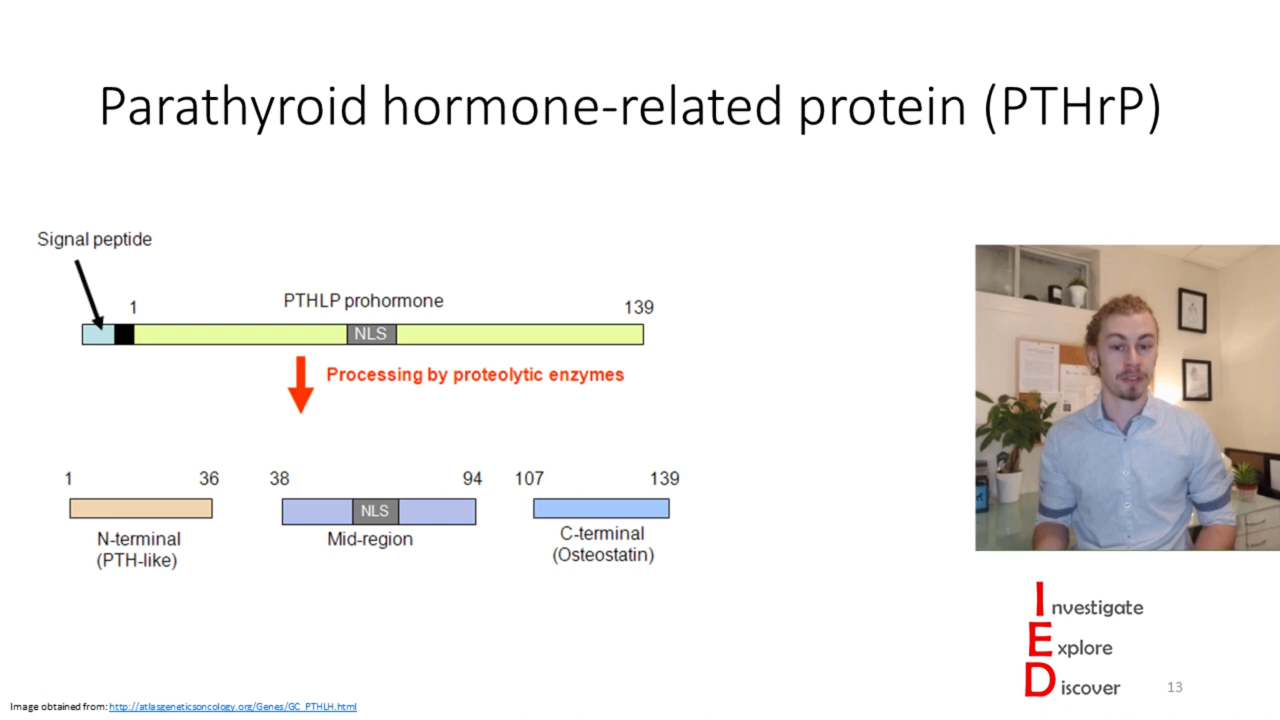 Parathyroid hormone-related protein (PTHrP)
Signal peptide
1
PTHLP prohormone
139
NLS
Processing by proteolytic enzymes
1
36
38
94
107
139
NLS
N-terminal
(PTH-like)
Mid-region
C-terminal
(Osteostatin)
Investigate
Explore
Discover
13
Image obtained from: http://atlasgeneticsoncology.org/Genes/GC_PTHLH.html